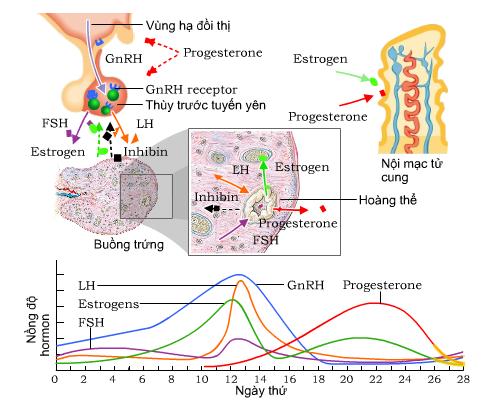 Vùng hạ đồi thị
GnRH
Progesterone
GnRH receptor
Thùy trước tuyến yên
FSH
LH
Estrogen
Inhibin
Buồng trứng
LH
Estrogen
Inhibin
Progesterone
FSH
Hoàng thể
Estrogen
Progesterone
Nội mạc tử
cung
LH
Estrogens
FSH
GnRH
Progesterone
Nồng độ
hormon
0 2 4 6 8 10 12 14 15 18 20 22 24 26 28
Ngày thứ